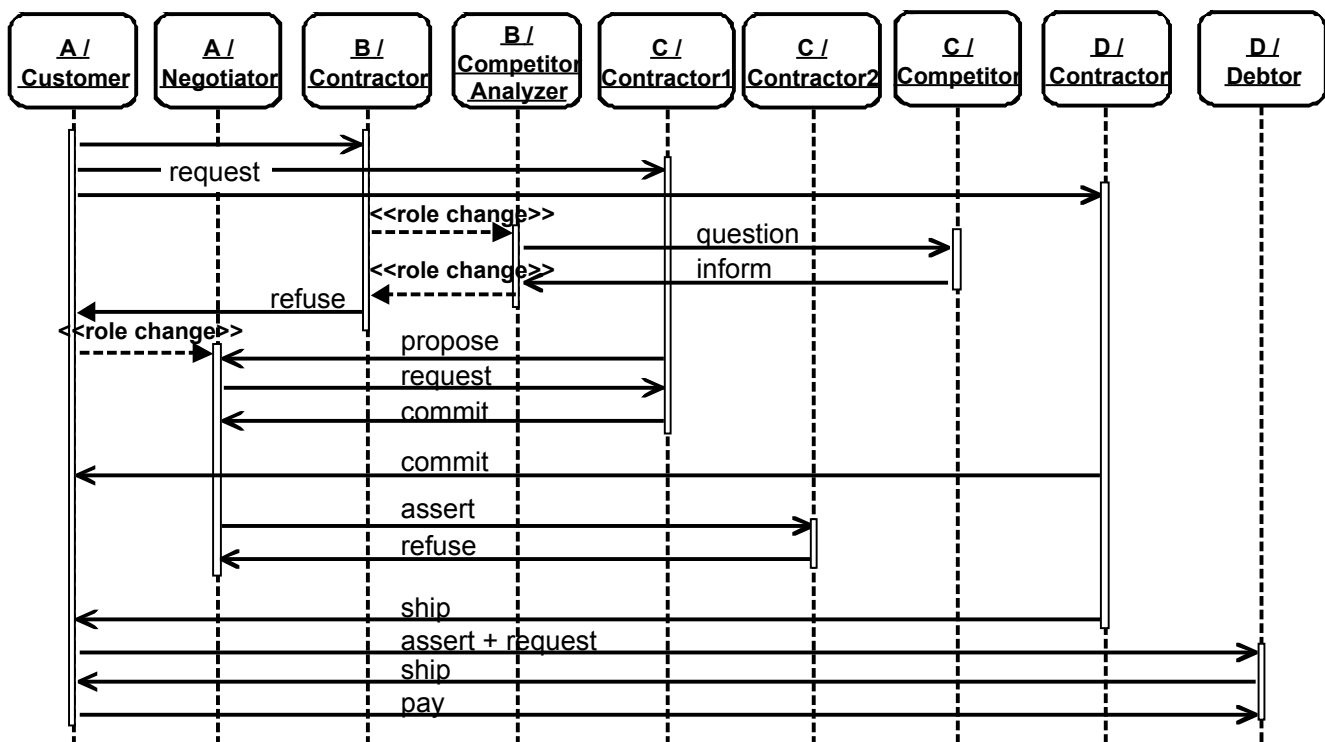 A /
Customer
A /
Negotiator
B /
Contractor
B /
Competitor
Analyzer
C /
Contractor1
C /
Contractor2
C /
Competitor
D /
Contractor
D /
Debtor
request
<<role change>>
question
<<role change>>
inform
refuse
<<role change>>
propose
request
commit
commit
assert
refuse
ship
assert + request
ship
pay